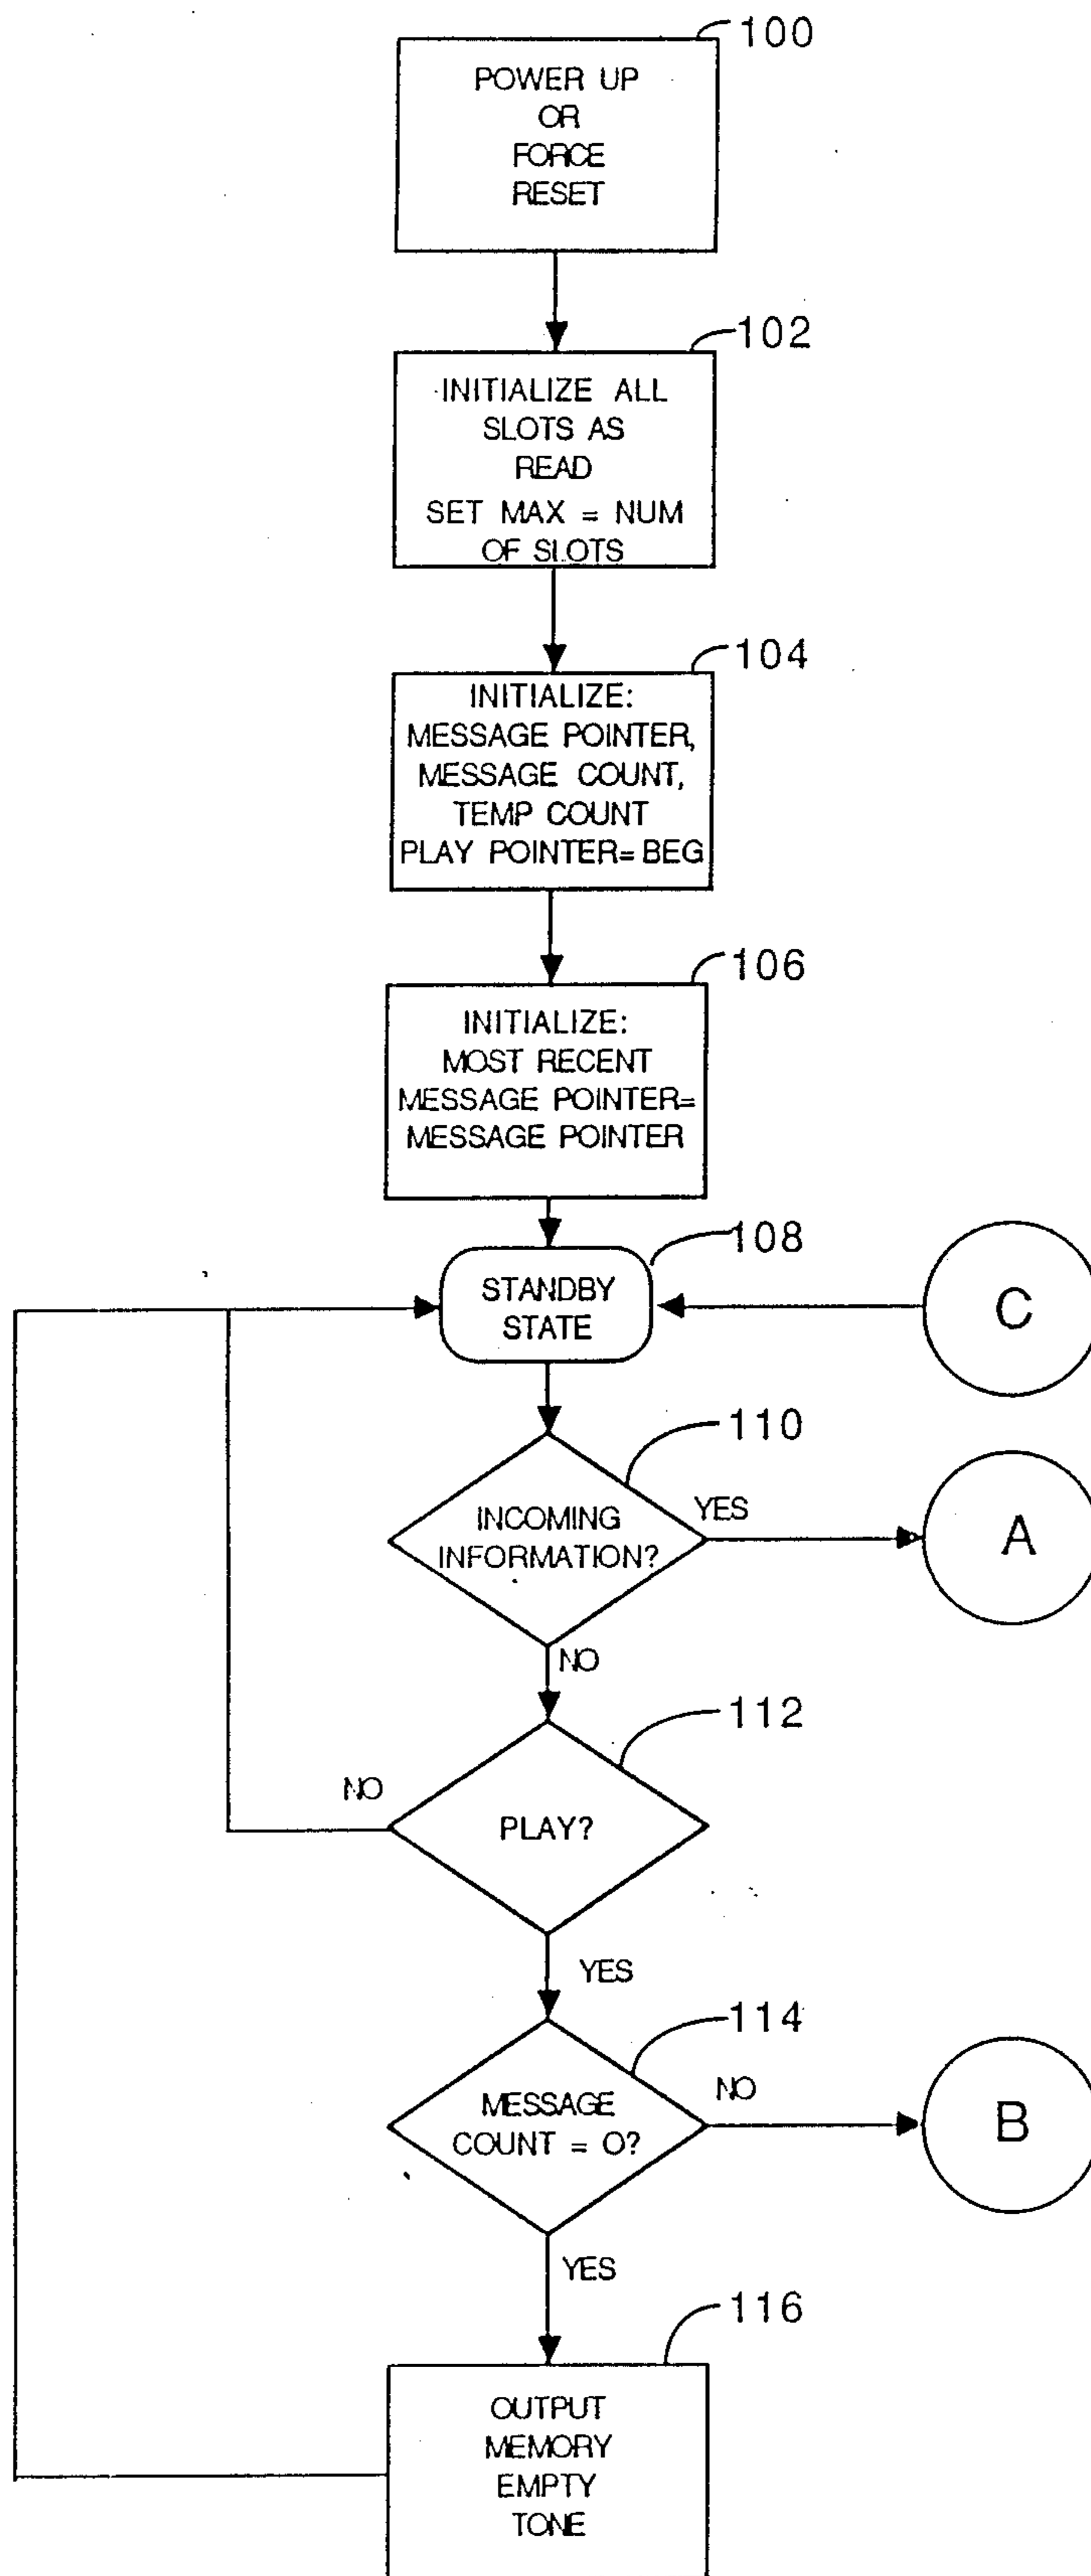 100
POWER UP
OR
FORCE
RESET
102
INITIALIZE ALL
SLOTS AS
READ
SET MAX = NUM
OF SLOTS
104
INITIALIZE:
MESSAGE POINTER,
MESSAGE COUNT,
TEMP COUNT
PLAY POINTER= BEG
106
INITIALIZE:
MOST RECENT
MESSAGE POINTER=
MESSAGE POINTER
108
STANDBY
STATE
C
110
INCOMING
INFORMATION?
YES
A
NO
112
NO
PLAY?
YES
114
MESSAGE
COUNT = O?
NO
B
YES
116
OUTPUT
MEMORY
EMPTY
TONE